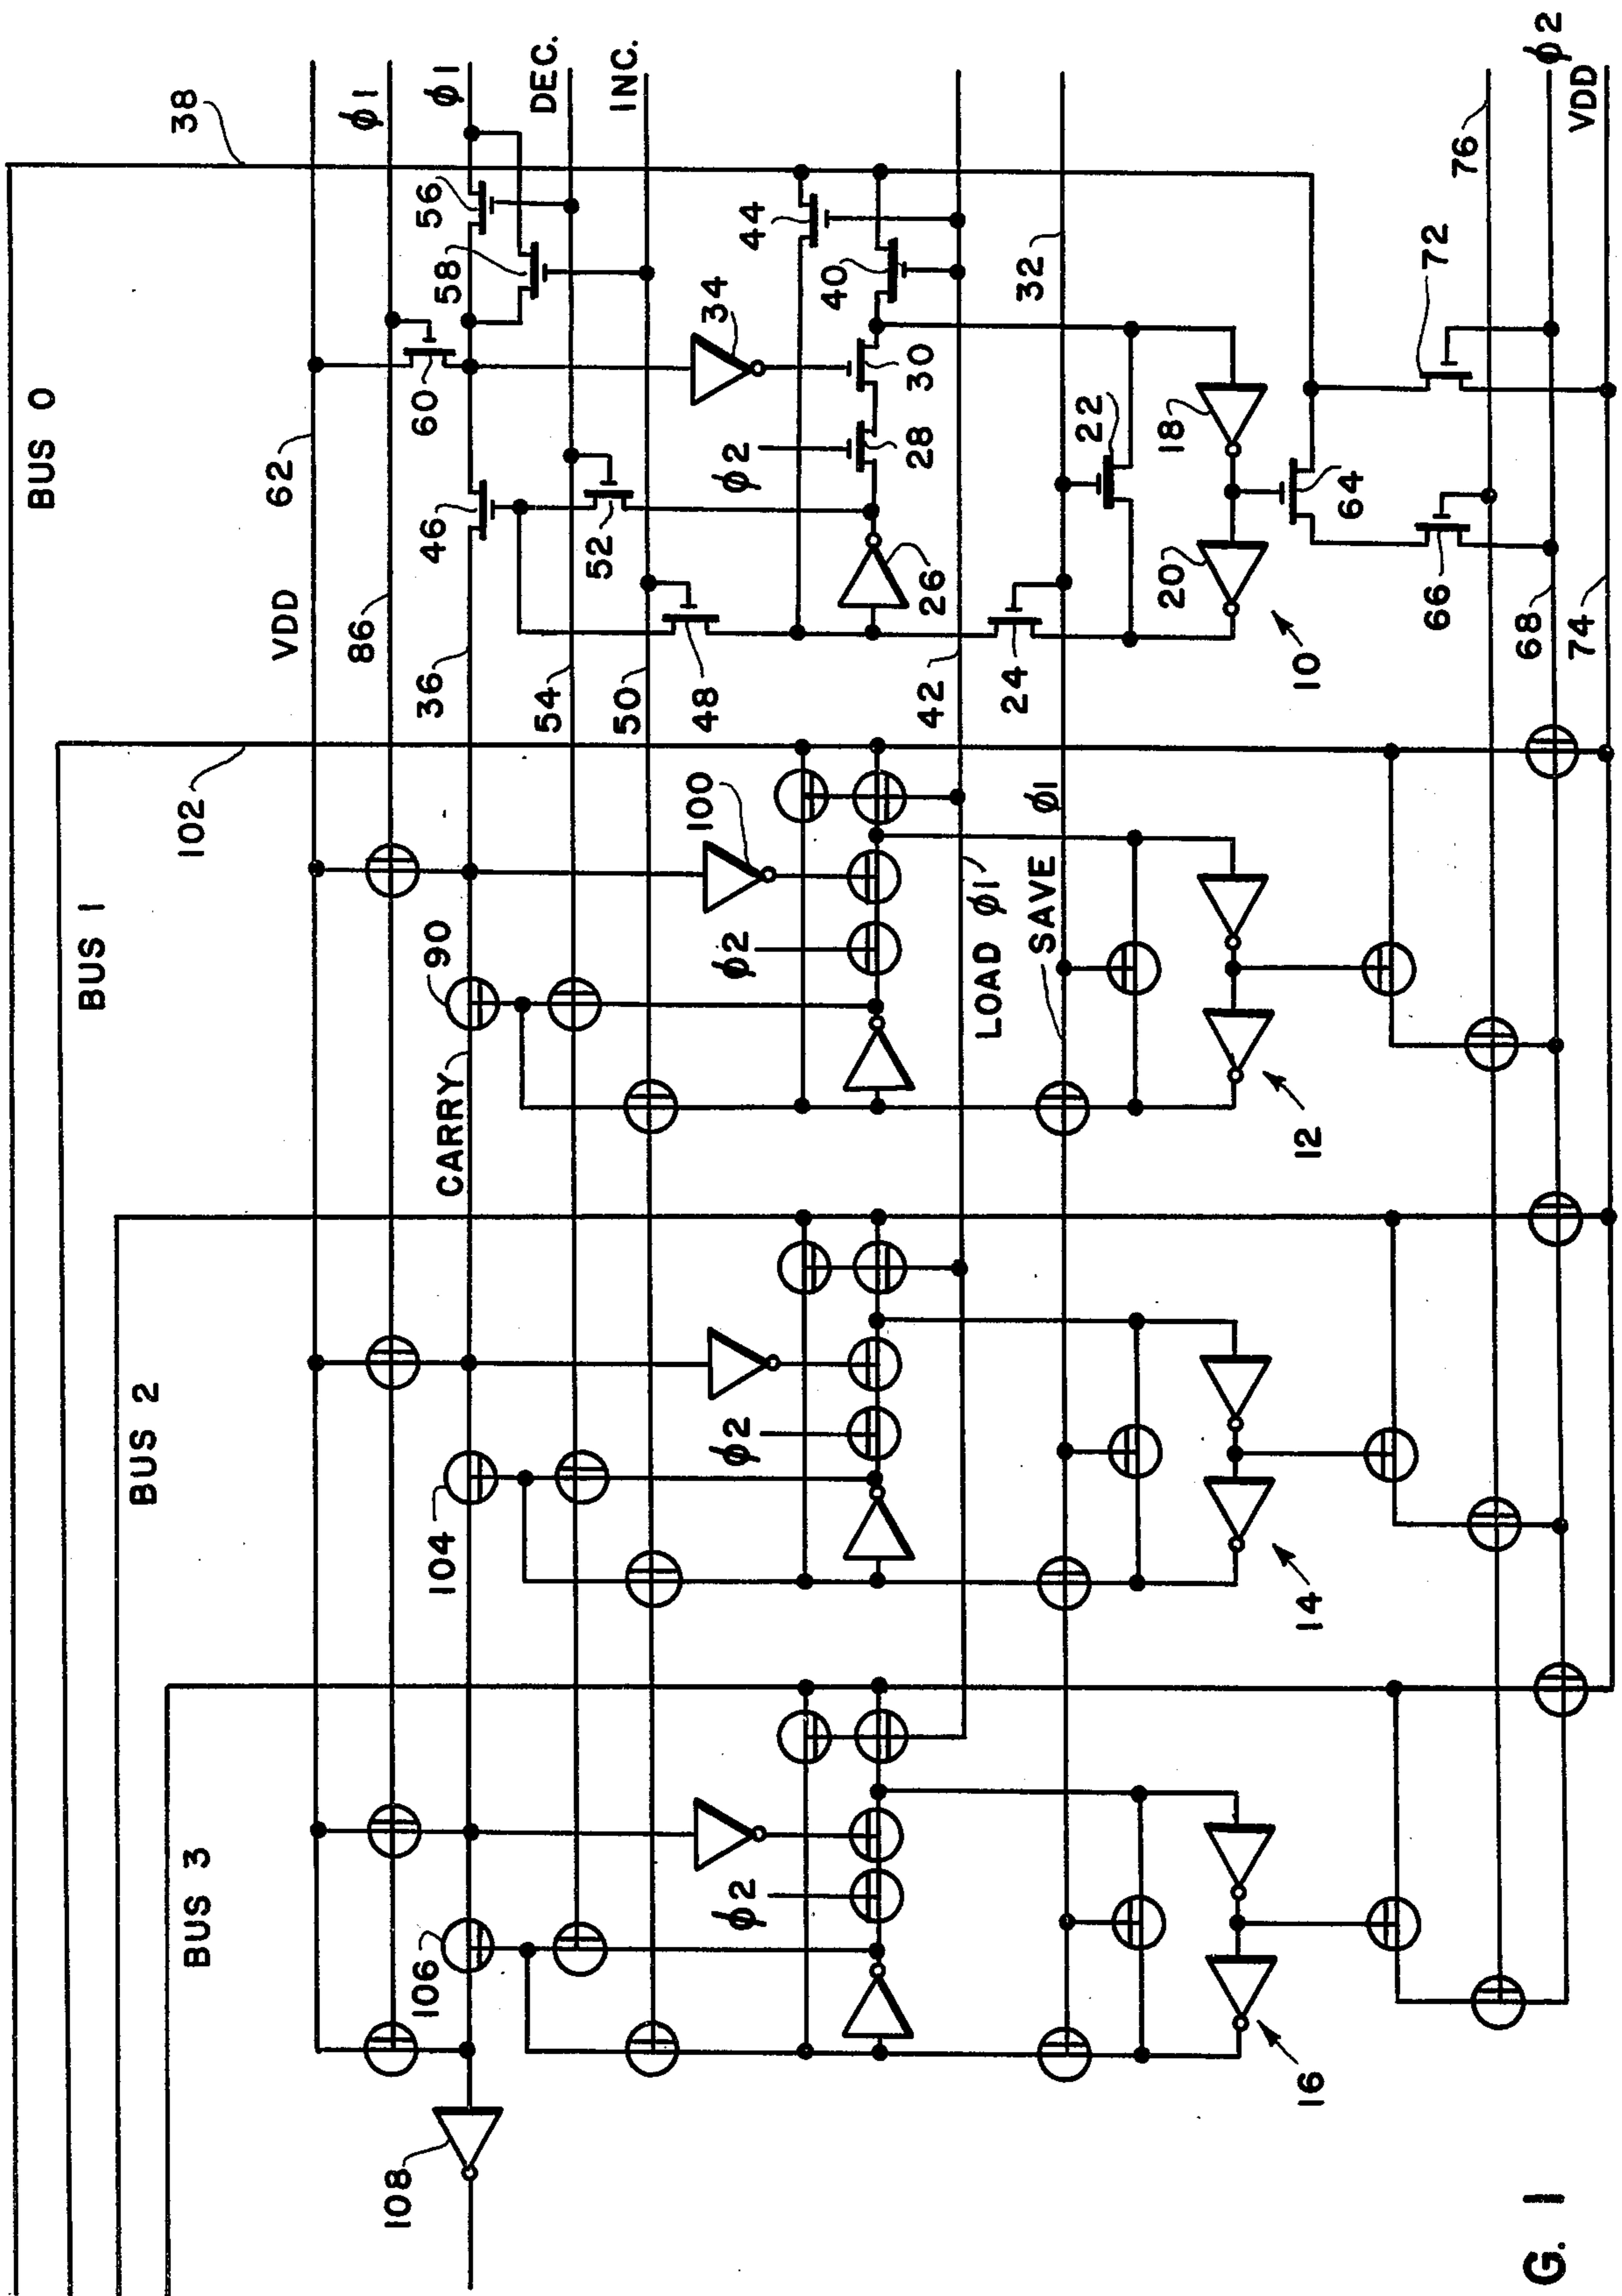 BUS 0
BUS 1
BUS 2
BUS 3
38
102
VDD
62
ϕ1
86
ϕ1
36
CARRY
DEC.
54
INC.
50
60
56
58
46
90
104
106
108
52
48
34
100
44
40
30
28
26
ϕ2
ϕ2
ϕ2
ϕ2
42
LOAD ϕ1
32
SAVE ϕ1
24
22
18
20
10
12
14
16
64
66
72
76
68
ϕ2
74
VDD
G. 1